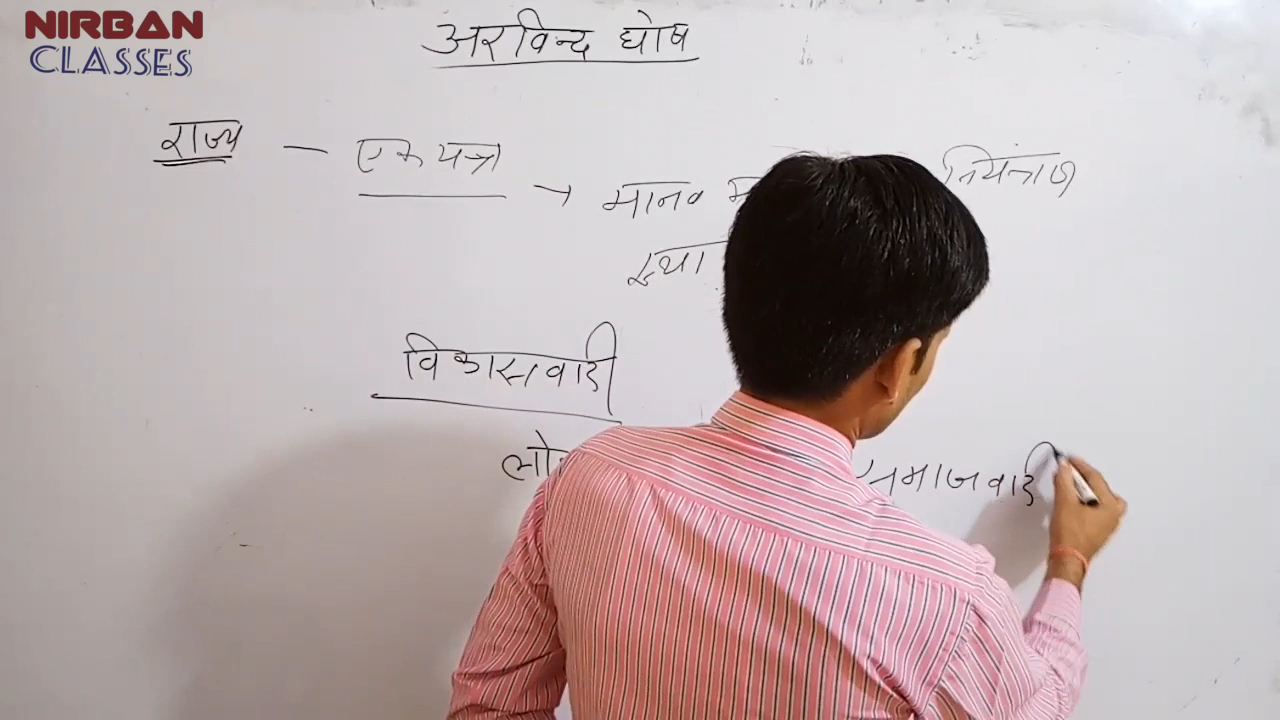 NIRBAN
CLASSES
अरविन्द घोष
राज्य – एक यन्त्र → मानव नियंत्रण
स्था
विकासवादी
समाजवादी